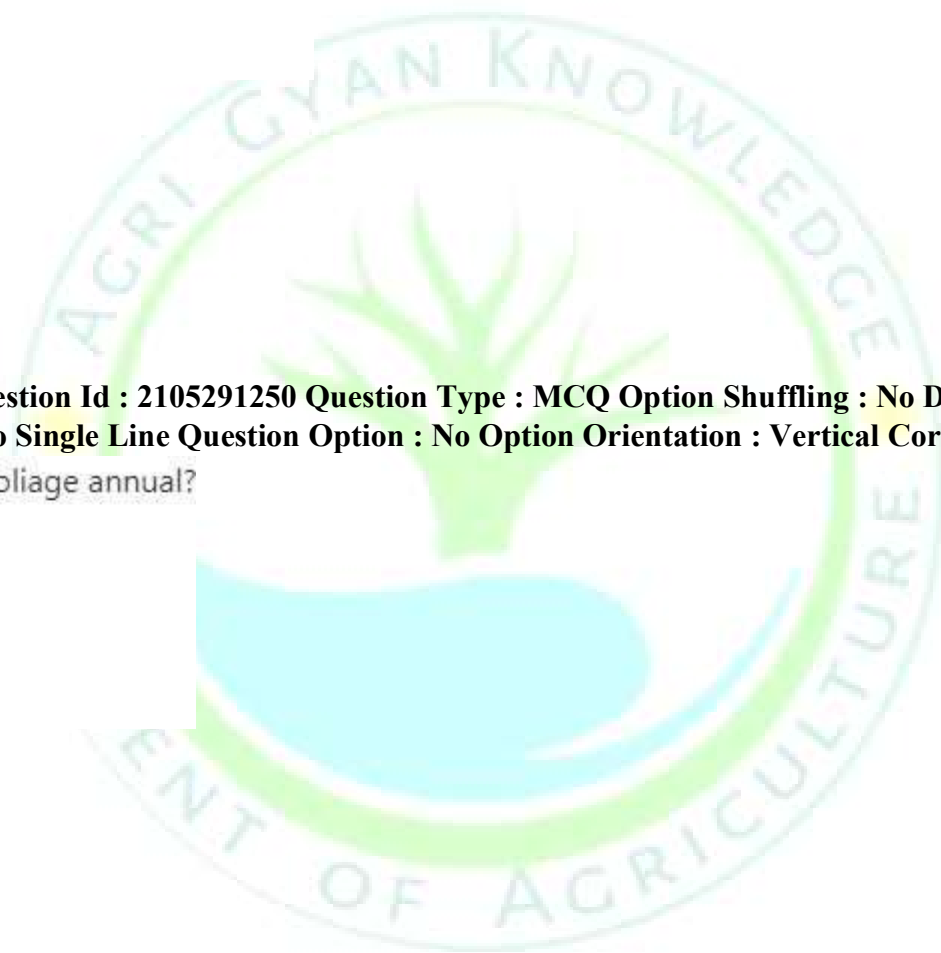 AGRI GYAN KNOWLEDGE
estion Id : 2105291250 Question Type : MCQ Option Shuffling : No D
Single Line Question Option : No Option Orientation : Vertical Cor
oliage annual?
ENT OF AGRICULTURE